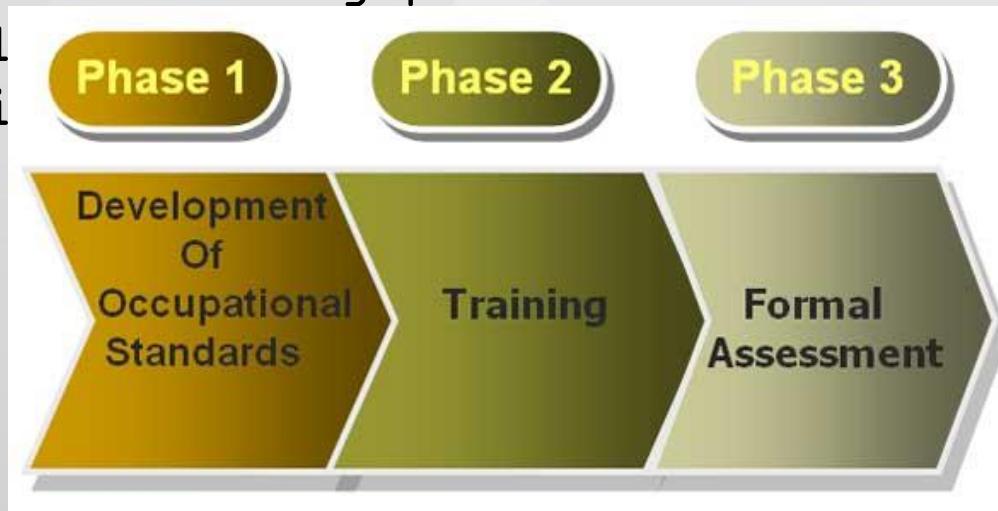 Phase 1
Phase 2
Phase 3
Development
Of
Occupational
Standards
Training
Formal
Assessment